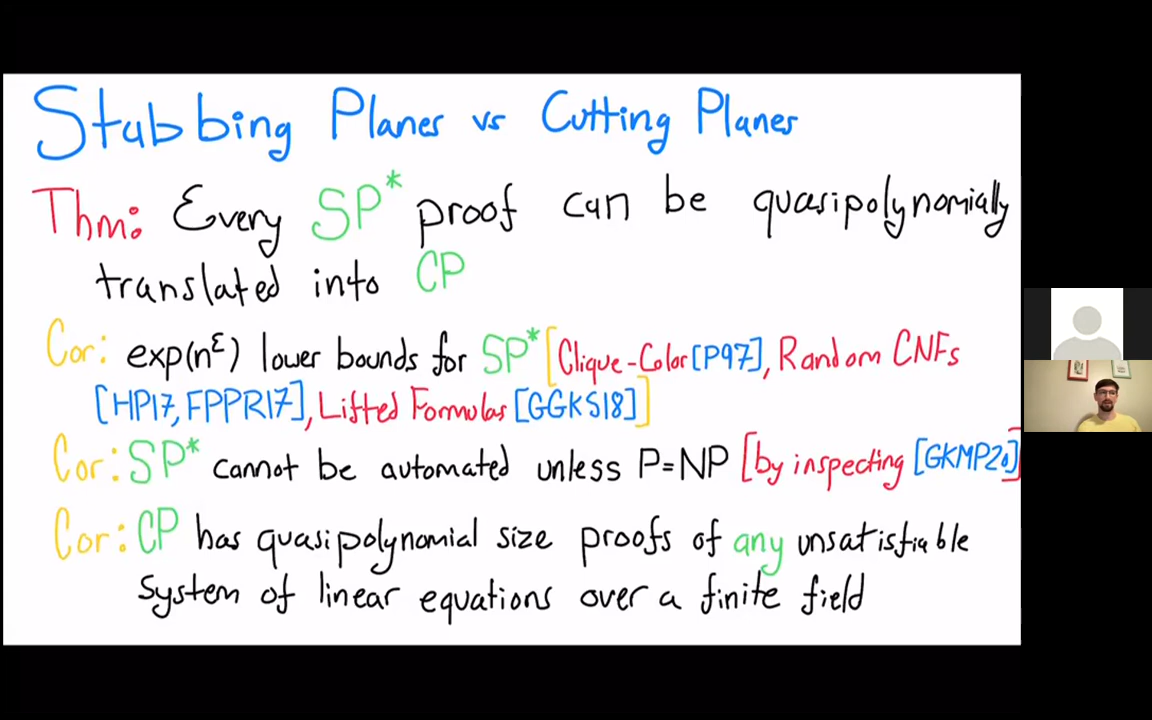 Stubbing Planes vs Cutting Planes
Thm: Every SP* proof can be quasipolynomially
translated into CP
Cor: exp(n^ε) lower bounds for SP* [Clique-Color [P97], Random CNFs
[HP17, FPPR17], Lifted Formulas [GGKS18]]
Cor: SP* cannot be automated unless P=NP [by inspecting [GKMP20]]
Cor: CP has quasipolynomial size proofs of any unsatisfiable
System of linear equations over a finite field